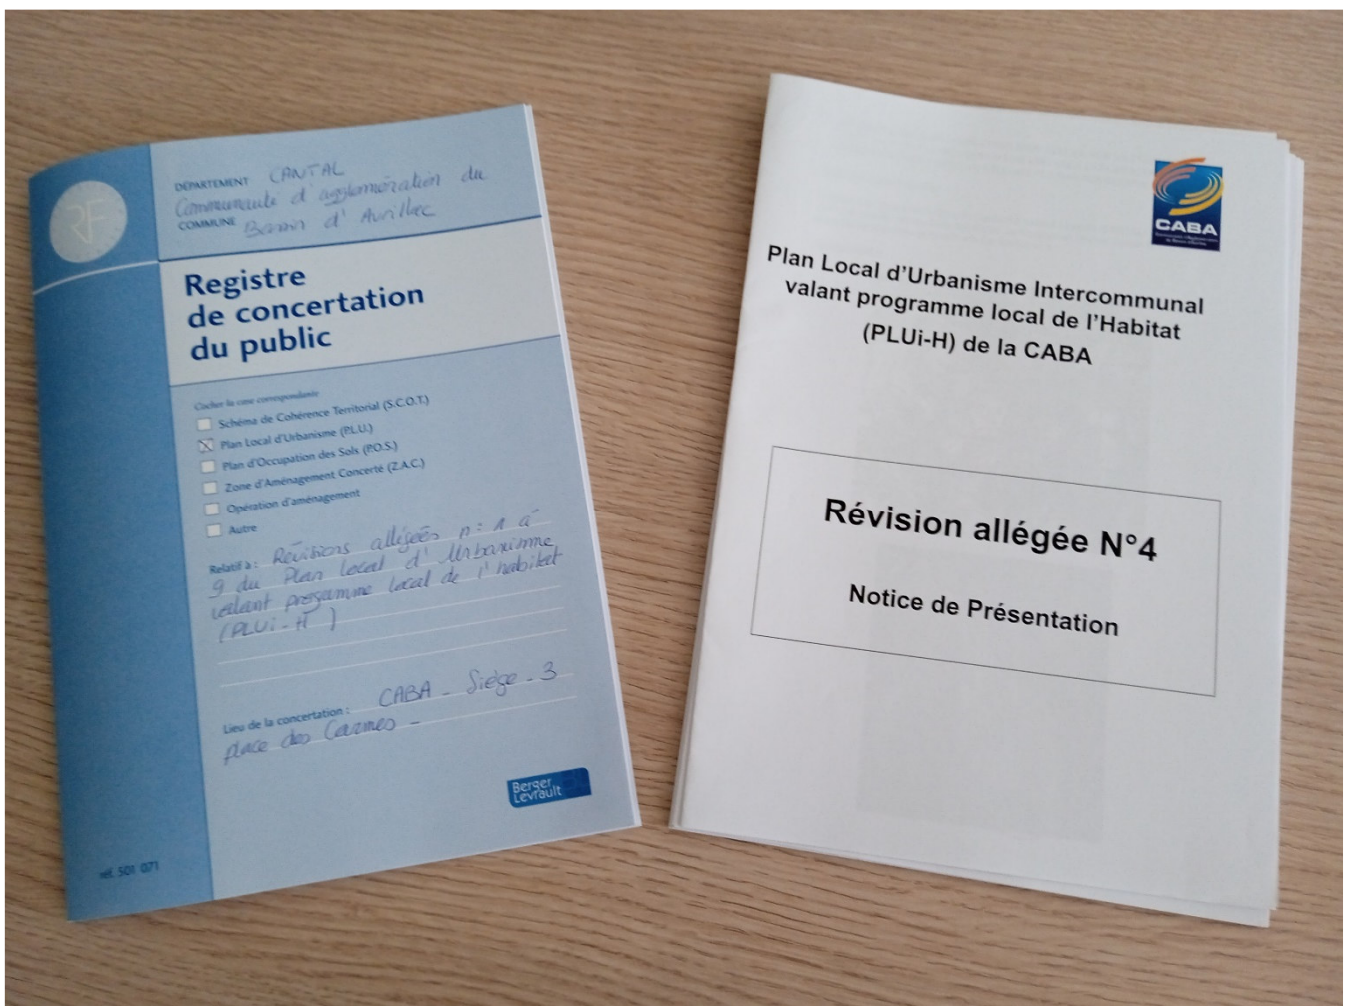 RF
DÉPARTEMENT CANTAL
Communauté d'agglomération du
COMMUNE Bassin d'Aurillac
Registre
de concertation
du public
Cocher la case correspondante
Schéma de Cohérence Territorial (S.C.O.T.)
Plan Local d'Urbanisme (P.L.U.)
Plan d'Occupation des Sols (P.O.S.)
Zone d'Aménagement Concerté (Z.A.C.)
Opération d'aménagement
Autre
Relatif à : Révisions allégées n: 1 à
9 du Plan local d'Urbanisme
valant programme local de l'habitat
(PLUi-H)
Lieu de la concertation : CABA - Siège - 3
place des Carmes -
Berger
Levrault
réf. 501 071
CABA
Plan Local d'Urbanisme Intercommunal
valant programme local de l'Habitat
(PLUi-H) de la CABA
Révision allégée N°4
Notice de Présentation